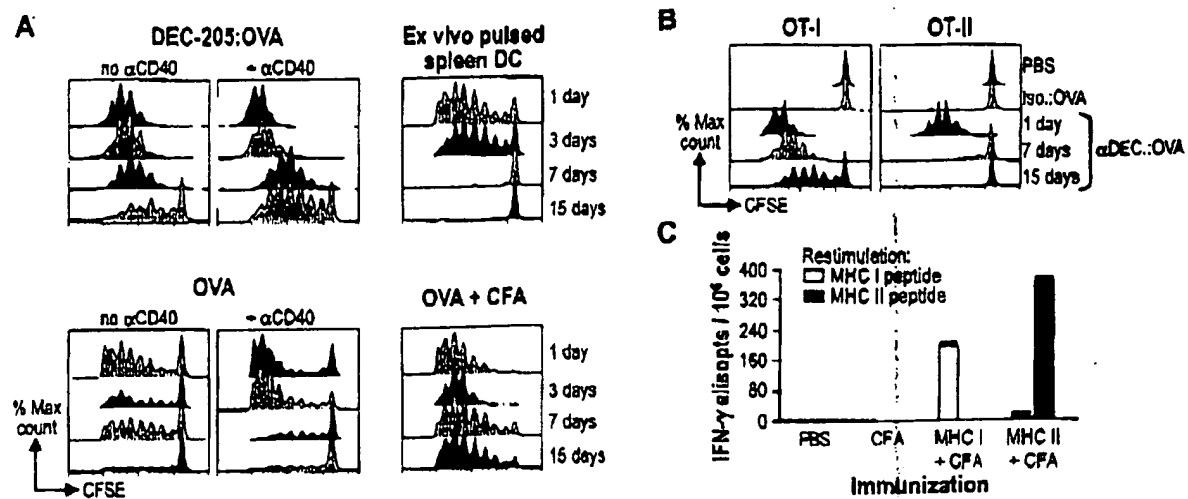 A
DEC-205:OVA
no αCD40
+ αCD40
Ex vivo pulsed
spleen DC
1 day
3 days
7 days
15 days
OVA
no αCD40
+ αCD40
OVA + CFA
1 day
3 days
7 days
15 days
% Max
count
CFSE
B
OT-I
OT-II
PBS
Iso.:OVA
1 day
7 days
15 days
αDEC.:OVA
% Max
count
CFSE
C
IFN-γ elispots / 10⁶ cells
400
320
240
160
80
0
Restimulation:
MHC I peptide
MHC II peptide
PBS
CFA
MHC I
+ CFA
MHC II
+ CFA
Immunization